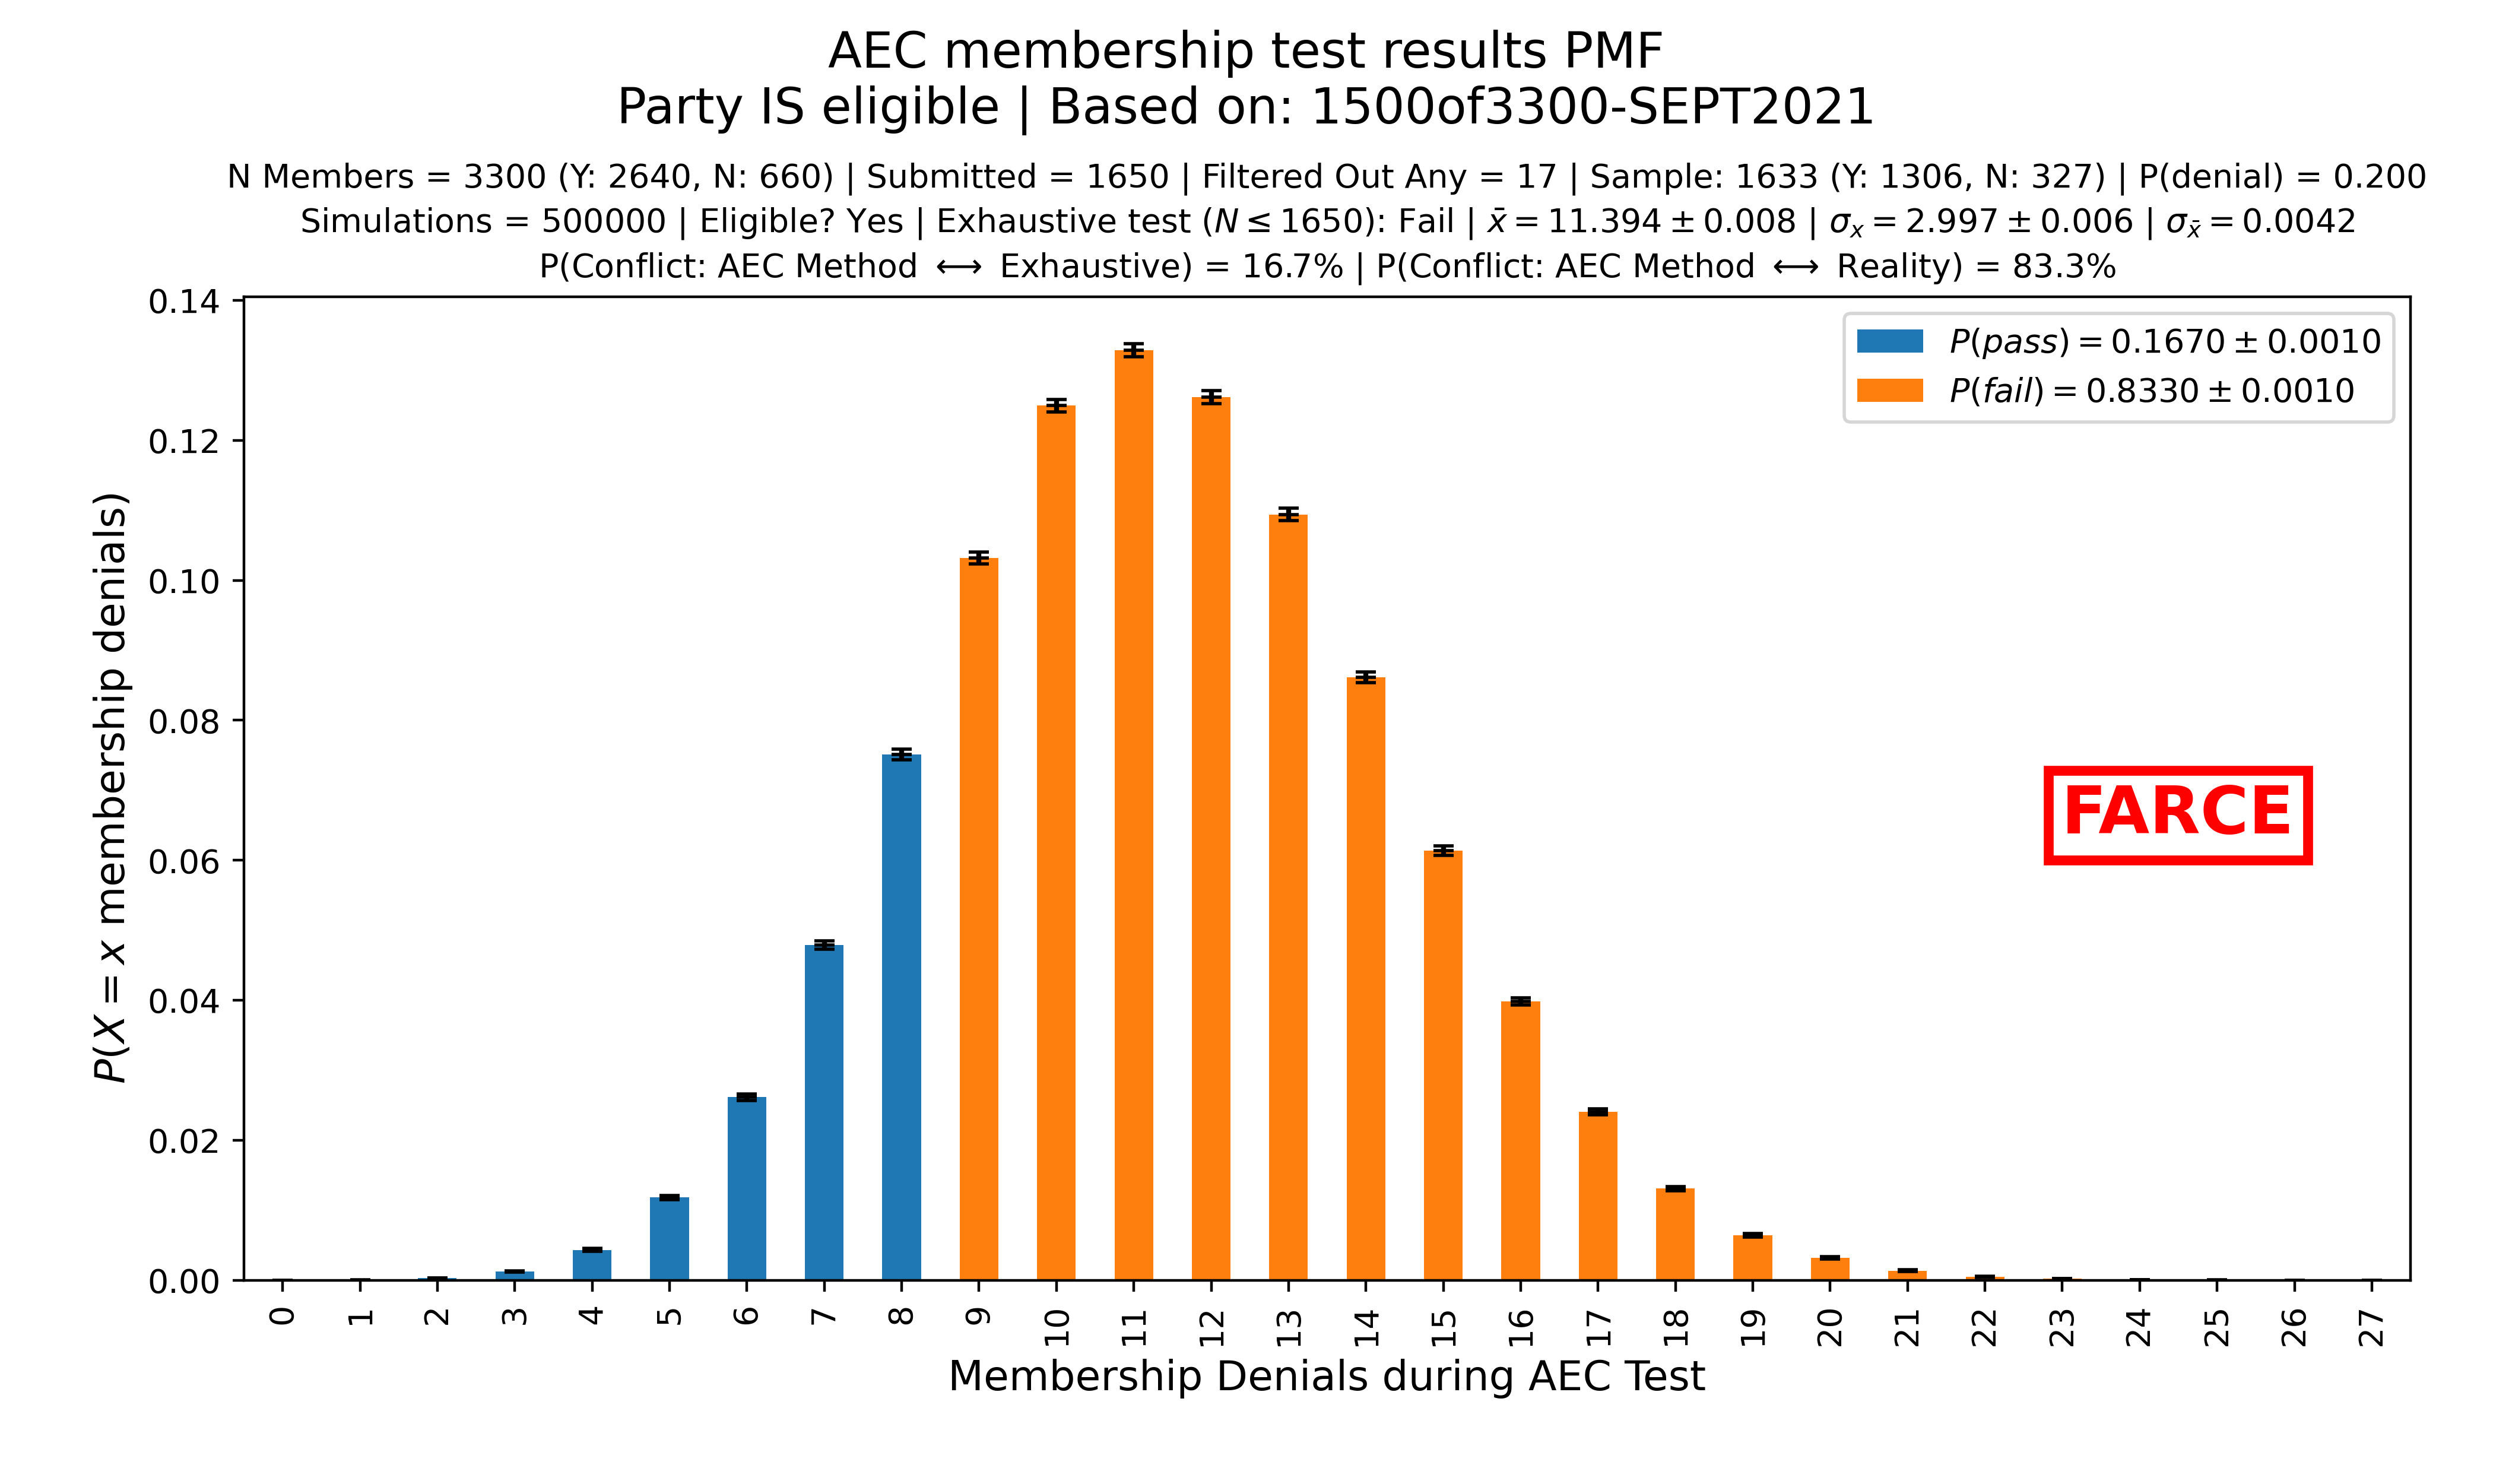 AEC membership test results PMF
Party IS eligible | Based on: 1500of3300-SEPT2021
N Members = 3300 (Y: 2640, N: 660) | Submitted = 1650 | Filtered Out Any = 17 | Sample: 1633 (Y: 1306, N: 327) | P(denial) = 0.200
Simulations = 500000 | Eligible? Yes | Exhaustive test (N ≤ 1650): Fail | x̄ = 11.394 ± 0.008 | σₓ = 2.997 ± 0.006 | σ_x̄ = 0.0042
P(Conflict: AEC Method ⟷ Exhaustive) = 16.7% | P(Conflict: AEC Method ⟷ Reality) = 83.3%
P(pass) = 0.1670 ± 0.0010
P(fail) = 0.8330 ± 0.0010
FARCE
P(X = x membership denials)
0.14
0.12
0.10
0.08
0.06
0.04
0.02
0.00
0 1 2 3 4 5 6 7 8 9 10 11 12 13 14 15 16 17 18 19 20 21 22 23 24 25 26 27
Membership Denials during AEC Test